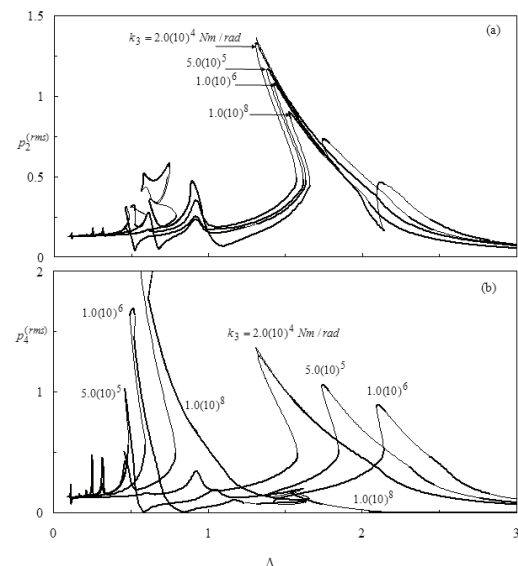 1.5
(a)
k₃ = 2.0(10)⁴ Nm/rad
5.0(10)⁵
1.0(10)⁶
1.0(10)⁸
1
p₂⁽ʳᵐˢ⁾
0.5
0
2
(b)
1.0(10)⁶
k₃ = 2.0(10)⁴ Nm/rad
5.0(10)⁵
1.0(10)⁶
p₄⁽ʳᵐˢ⁾
1
5.0(10)⁵
1.0(10)⁸
1.0(10)⁸
0
0 1 2 3